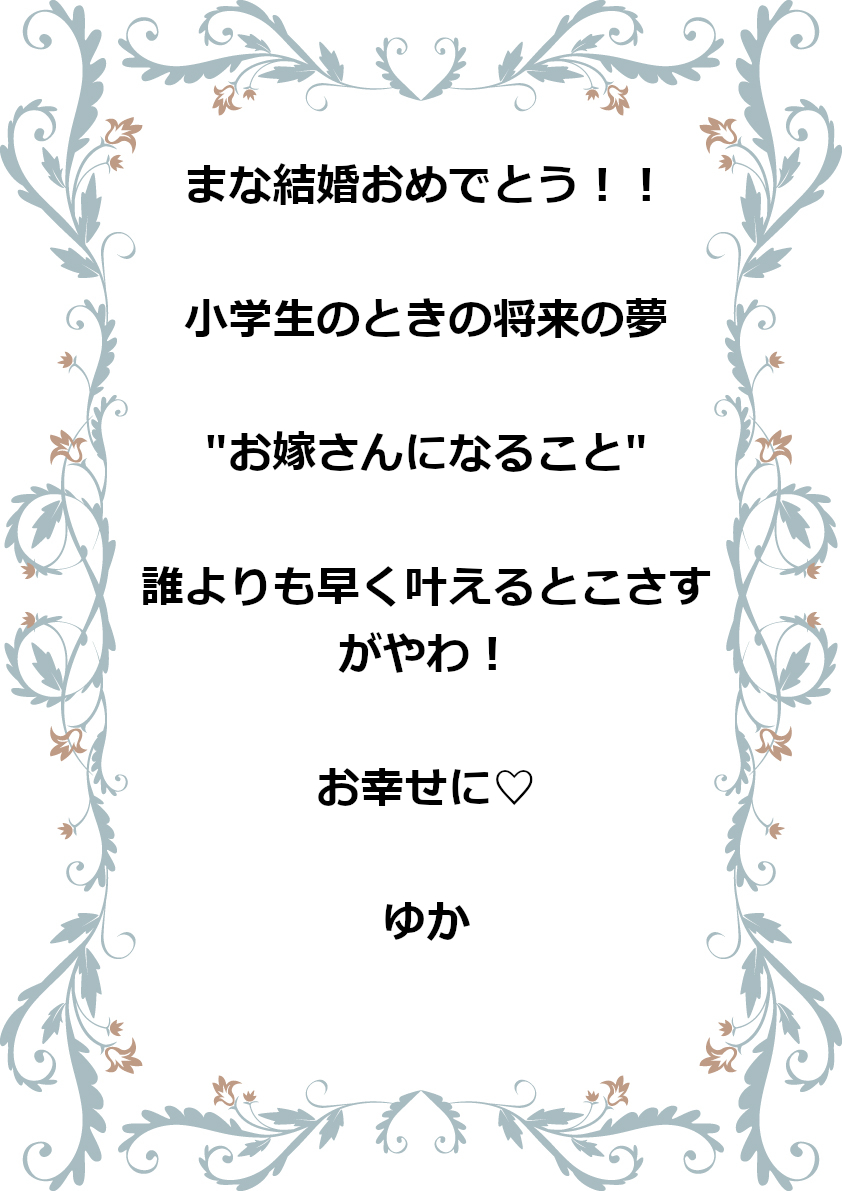 まな結婚おめでとう！！
小学生のときの将来の夢
"お嫁さんになること"
誰よりも早く叶えるとこさす
がやわ！
お幸せに♡
ゆか